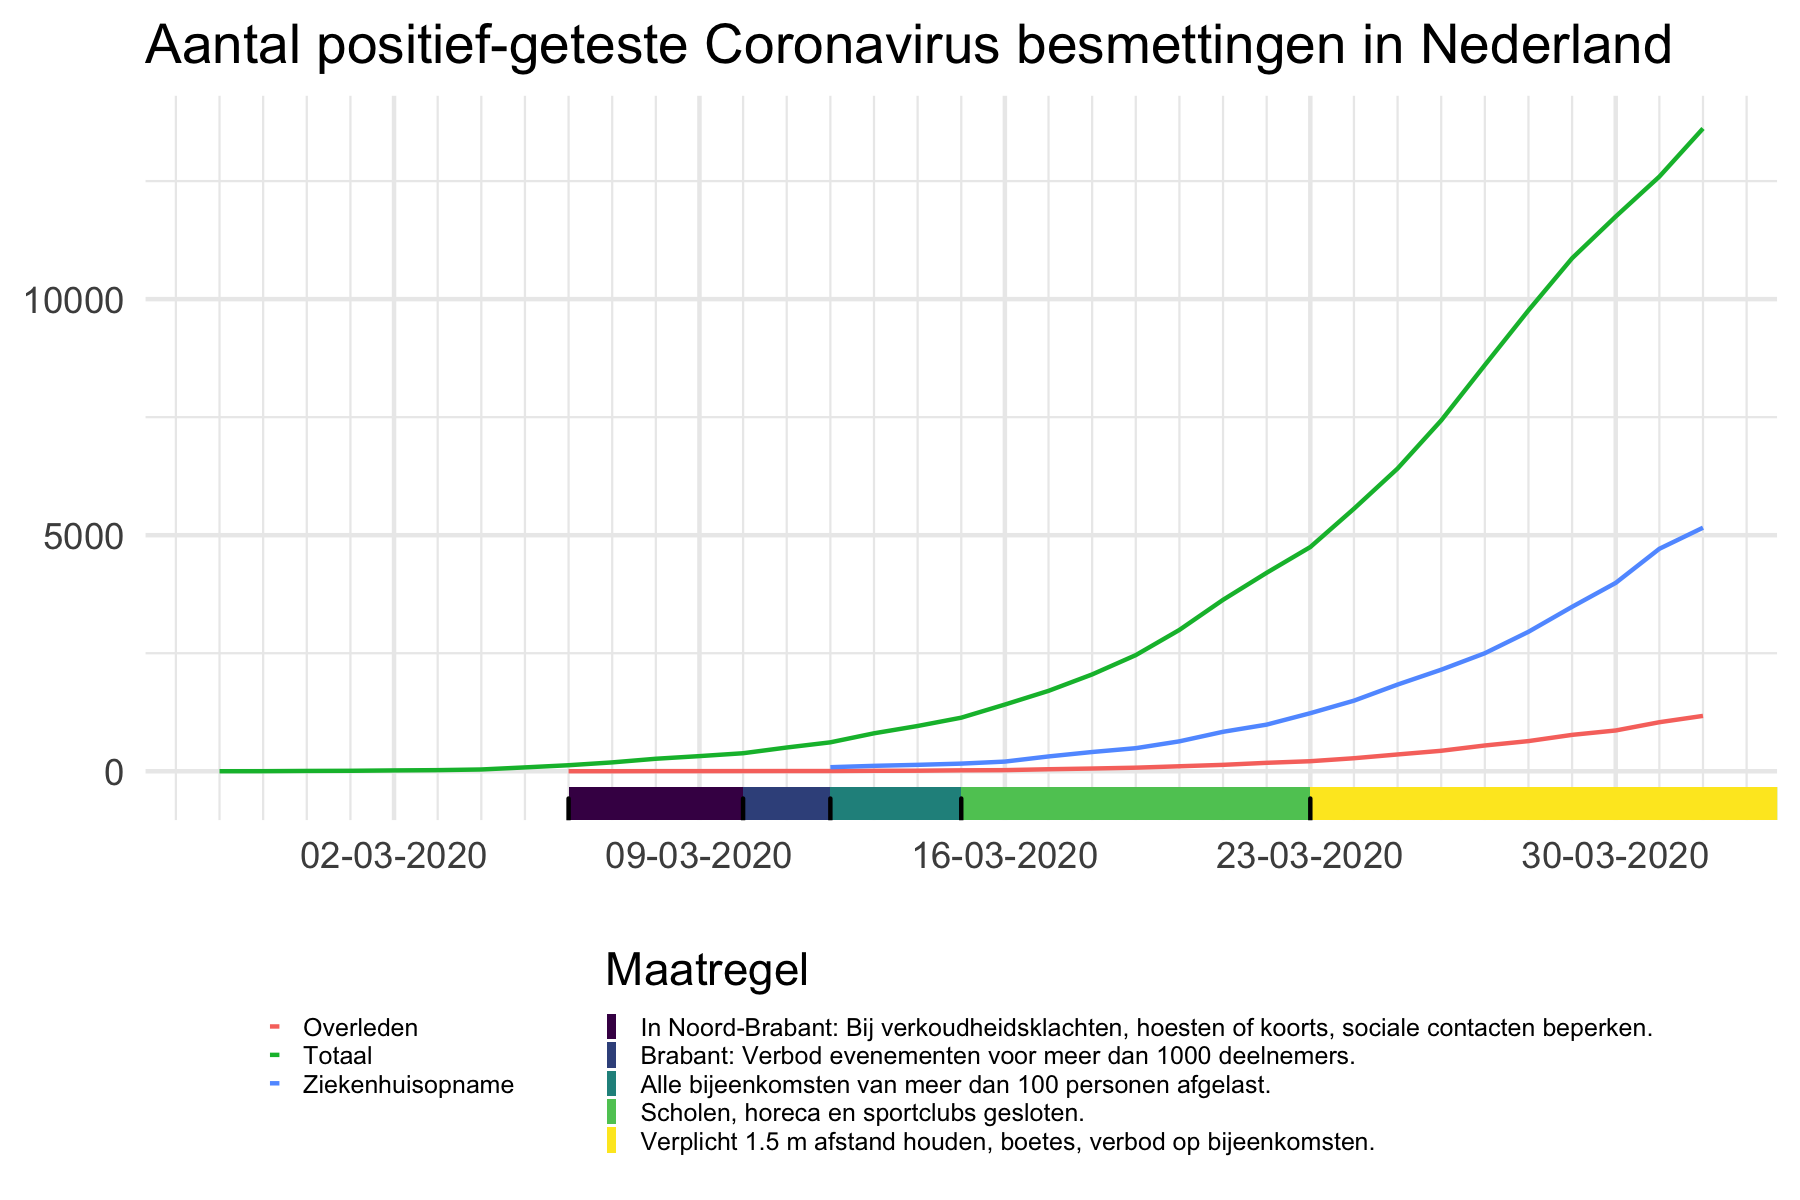 Aantal positief-geteste Coronavirus besmettingen in Nederland
10000
5000
0
02-03-2020 09-03-2020 16-03-2020 23-03-2020 30-03-2020
Maatregel
Overleden
Totaal
Ziekenhuisopname
In Noord-Brabant: Bij verkoudheidsklachten, hoesten of koorts, sociale contacten beperken.
Brabant: Verbod evenementen voor meer dan 1000 deelnemers.
Alle bijeenkomsten van meer dan 100 personen afgelast.
Scholen, horeca en sportclubs gesloten.
Verplicht 1.5 m afstand houden, boetes, verbod op bijeenkomsten.